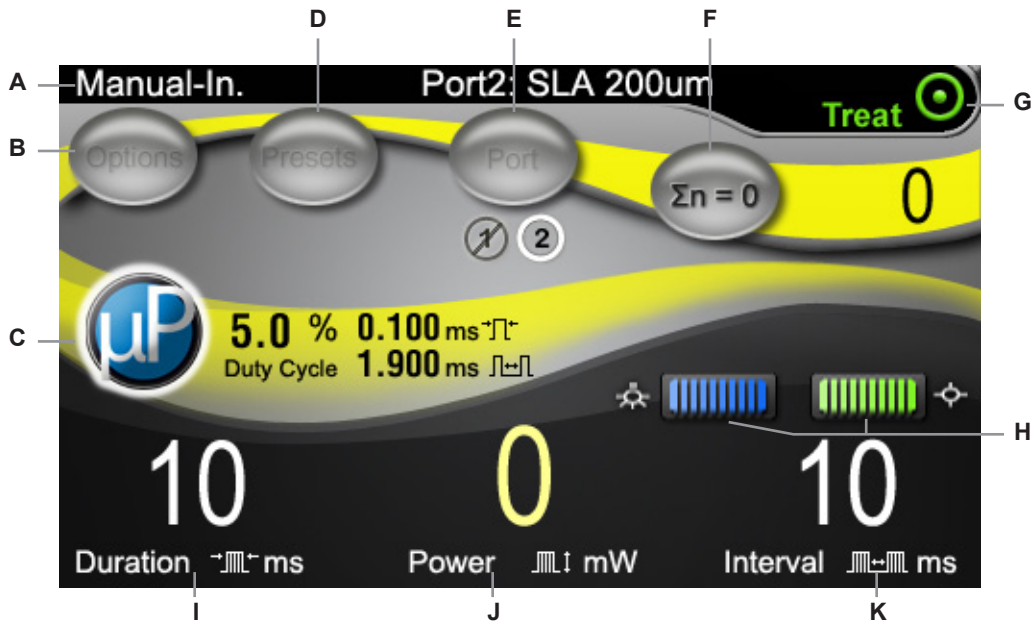 D E F
A Manual-In. Port2: SLA 200um Treat G
B Options Presets Port Σn = 0 0
1 2
C µP 5.0 % 0.100 ms
Duty Cycle 1.900 ms
H
10 0 10
Duration ms Power mW Interval ms
I J K